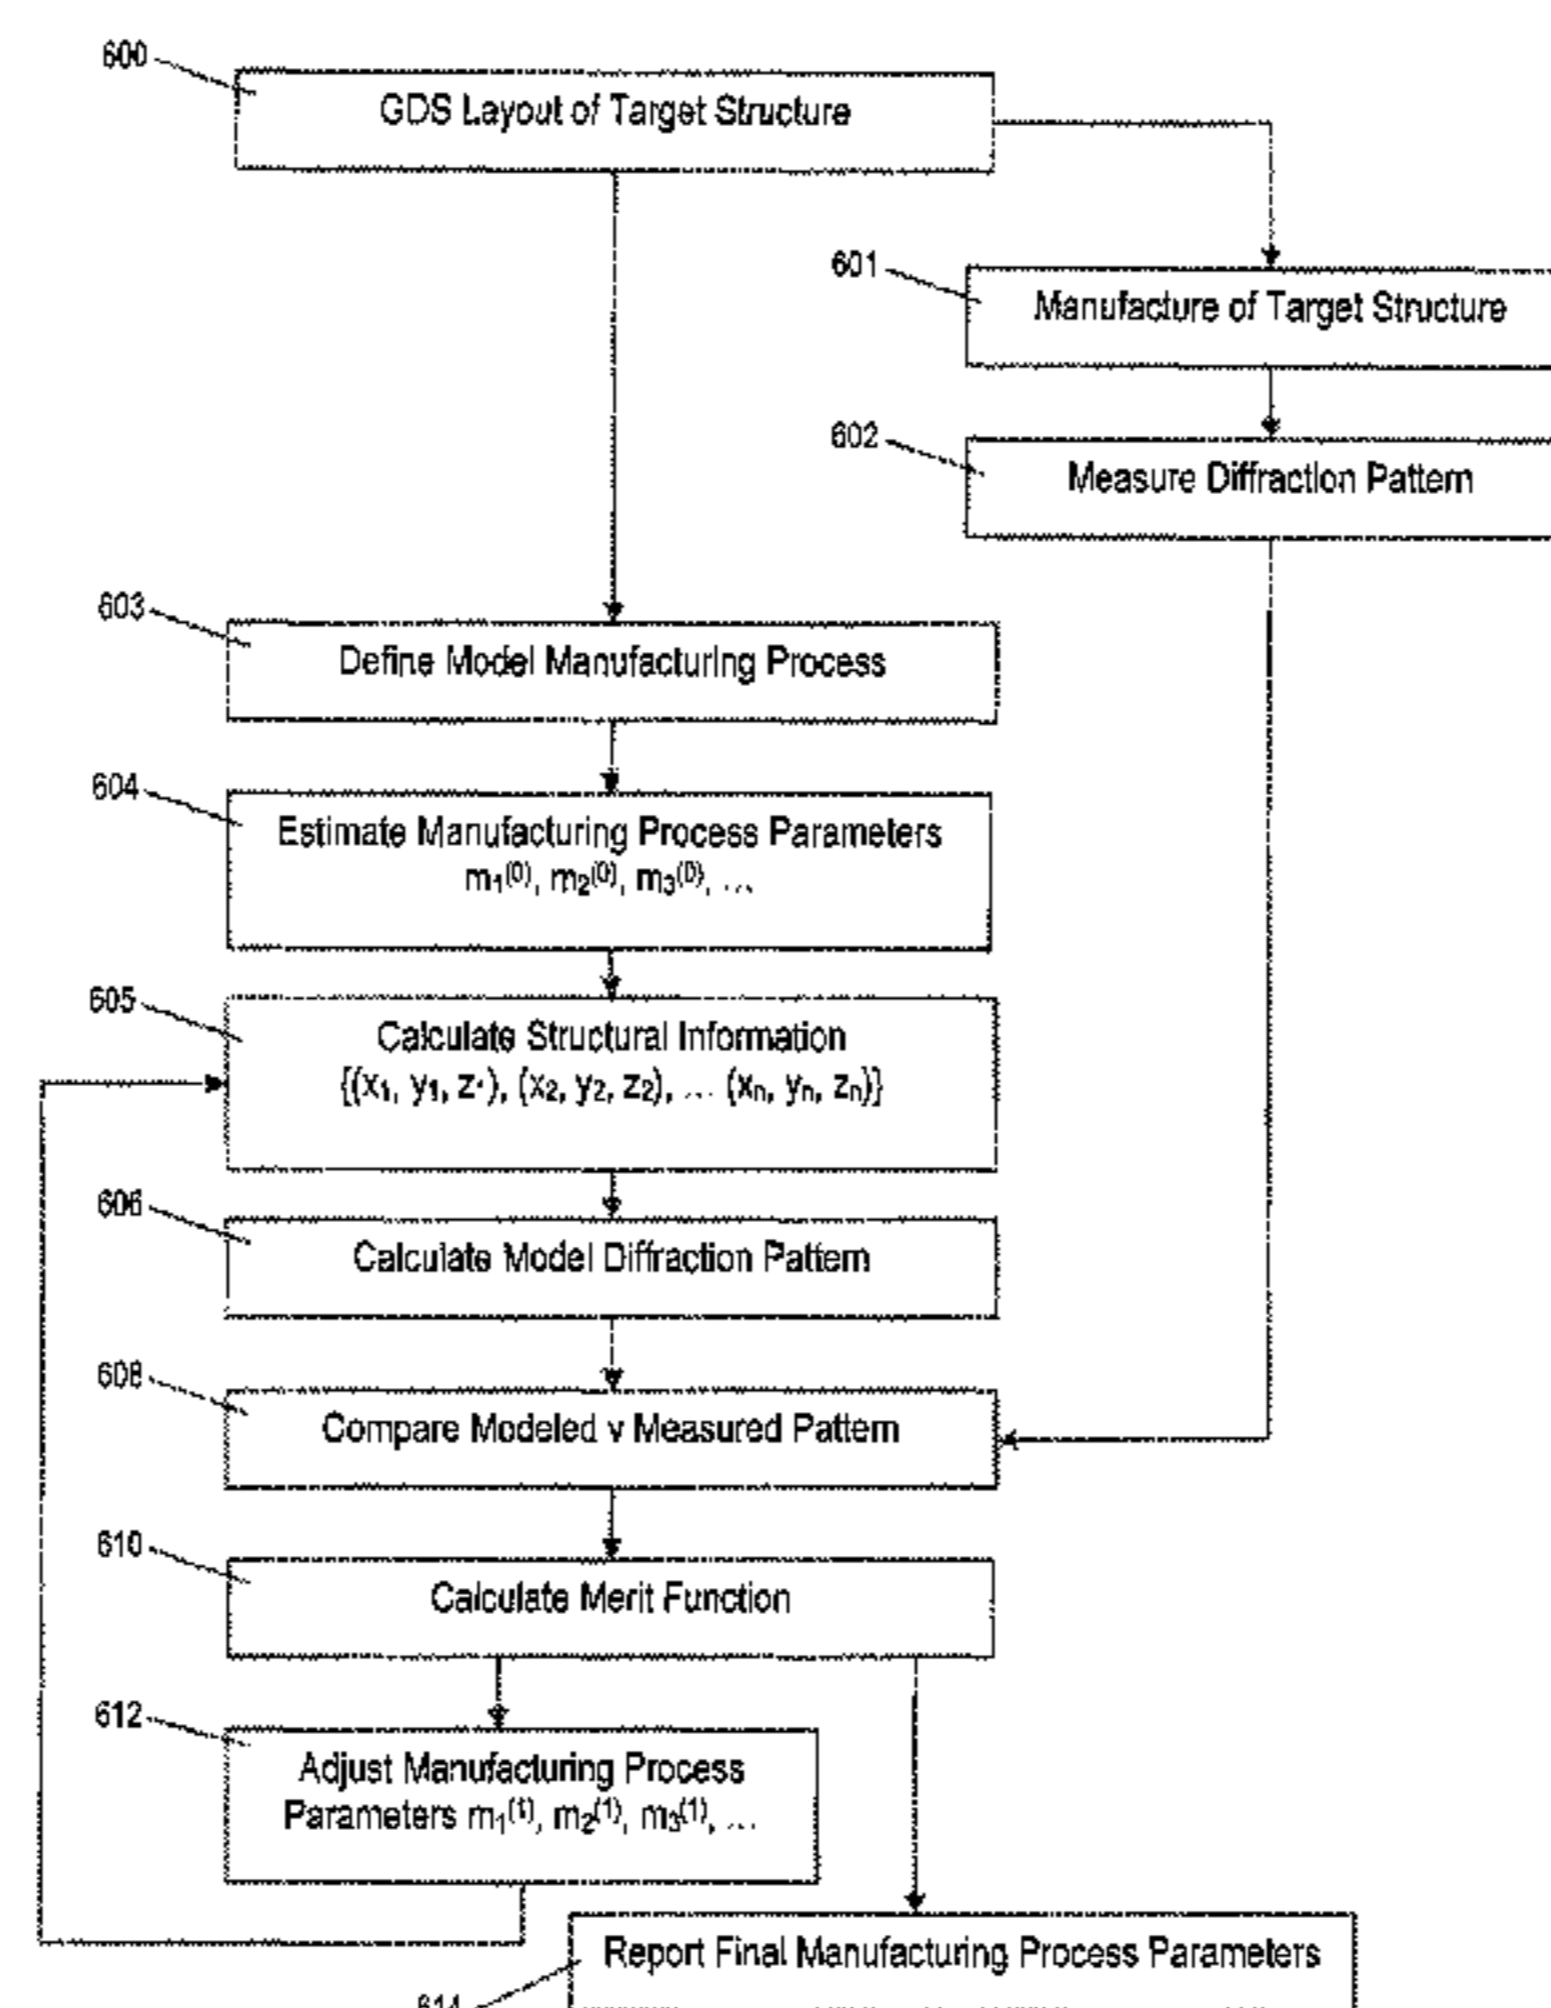 600
GDS Layout of Target Structure
601
Manufacture of Target Structure
602
Measure Diffraction Pattern
603
Define Model Manufacturing Process
604
Estimate Manufacturing Process Parameters
m₁⁽⁰⁾, m₂⁽⁰⁾, m₃⁽⁰⁾, ...
605
Calculate Structural Information
{(x₁, y₁, z₁), (x₂, y₂, z₂), ... (xₙ, yₙ, zₙ)}
606
Calculate Model Diffraction Pattern
608
Compare Modeled v Measured Pattern
610
Calculate Merit Function
612
Adjust Manufacturing Process
Parameters m₁⁽¹⁾, m₂⁽¹⁾, m₃⁽¹⁾, ...
Report Final Manufacturing Process Parameters
614